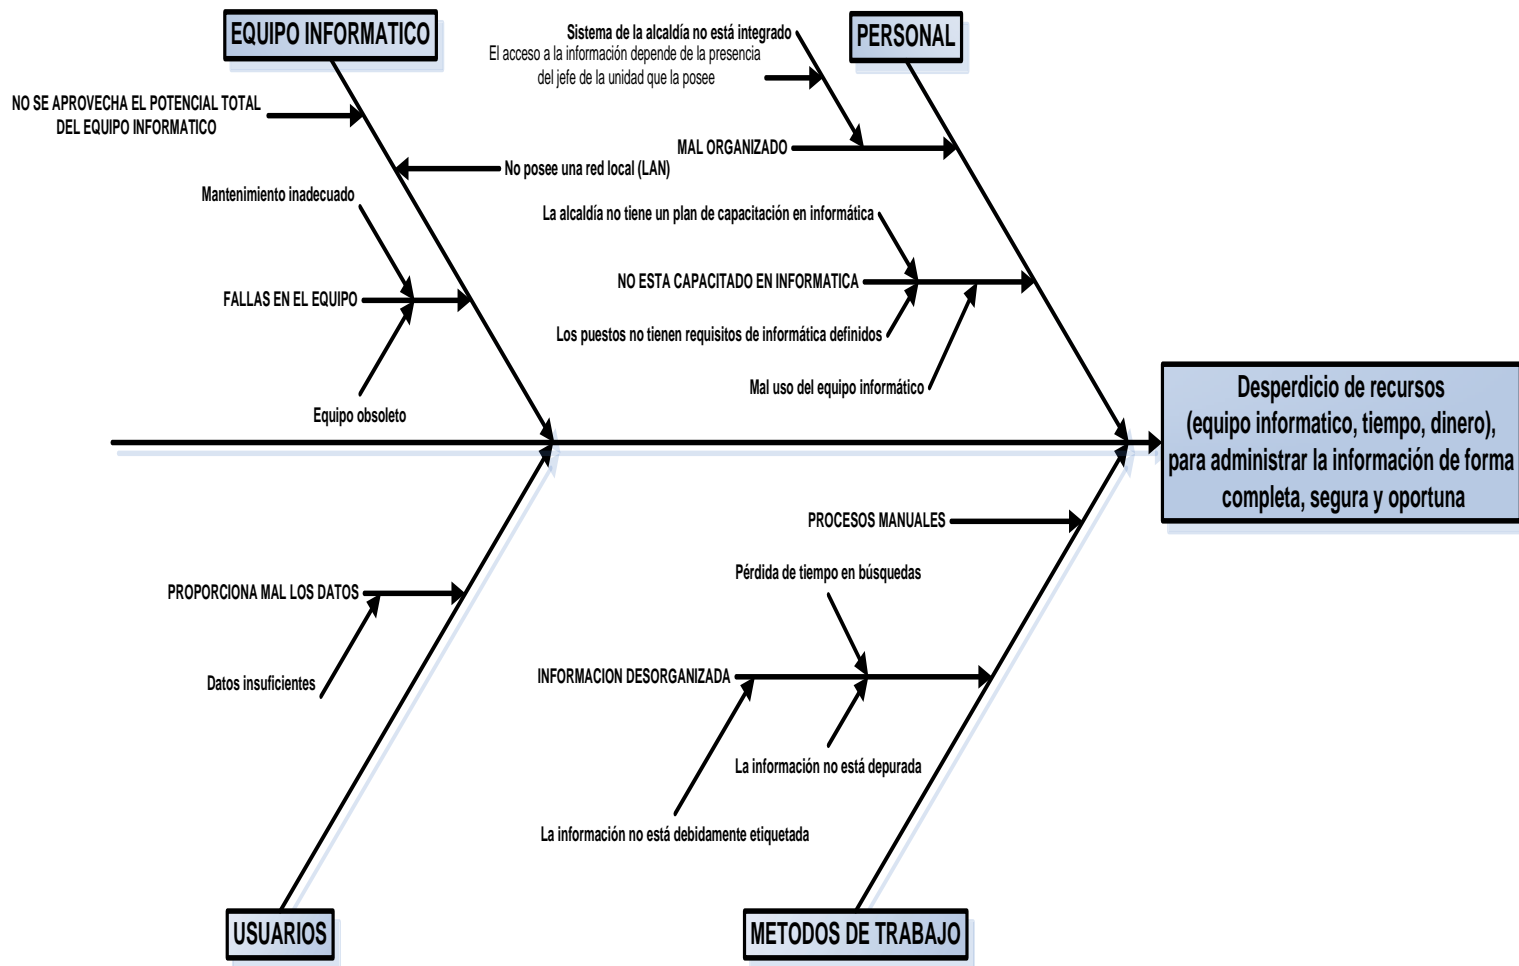 EQUIPO INFORMATICO
Sistema de la alcaldía no está integrado
El acceso a la información depende de la presencia
del jefe de la unidad que la posee
PERSONAL
NO SE APROVECHA EL POTENCIAL TOTAL
DEL EQUIPO INFORMATICO
MAL ORGANIZADO
No posee una red local (LAN)
Mantenimiento inadecuado
La alcaldía no tiene un plan de capacitación en informática
FALLAS EN EL EQUIPO
NO ESTA CAPACITADO EN INFORMATICA
Los puestos no tienen requisitos de informática definidos
Mal uso del equipo informático
Equipo obsoleto
Desperdicio de recursos
(equipo informatico, tiempo, dinero),
para administrar la información de forma
completa, segura y oportuna
PROCESOS MANUALES
Pérdida de tiempo en búsquedas
PROPORCIONA MAL LOS DATOS
Datos insuficientes
INFORMACION DESORGANIZADA
La información no está depurada
La información no está debidamente etiquetada
USUARIOS
METODOS DE TRABAJO